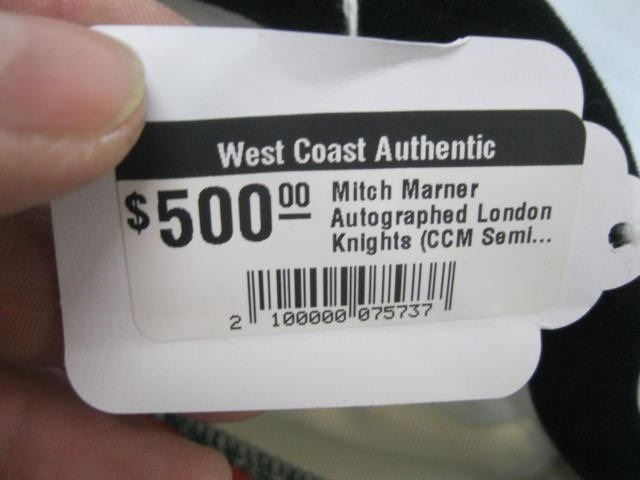 West Coast Authentic
$500.00 Mitch Marner
Autographed London
Knights (CCM Semi...
2 100000 075737